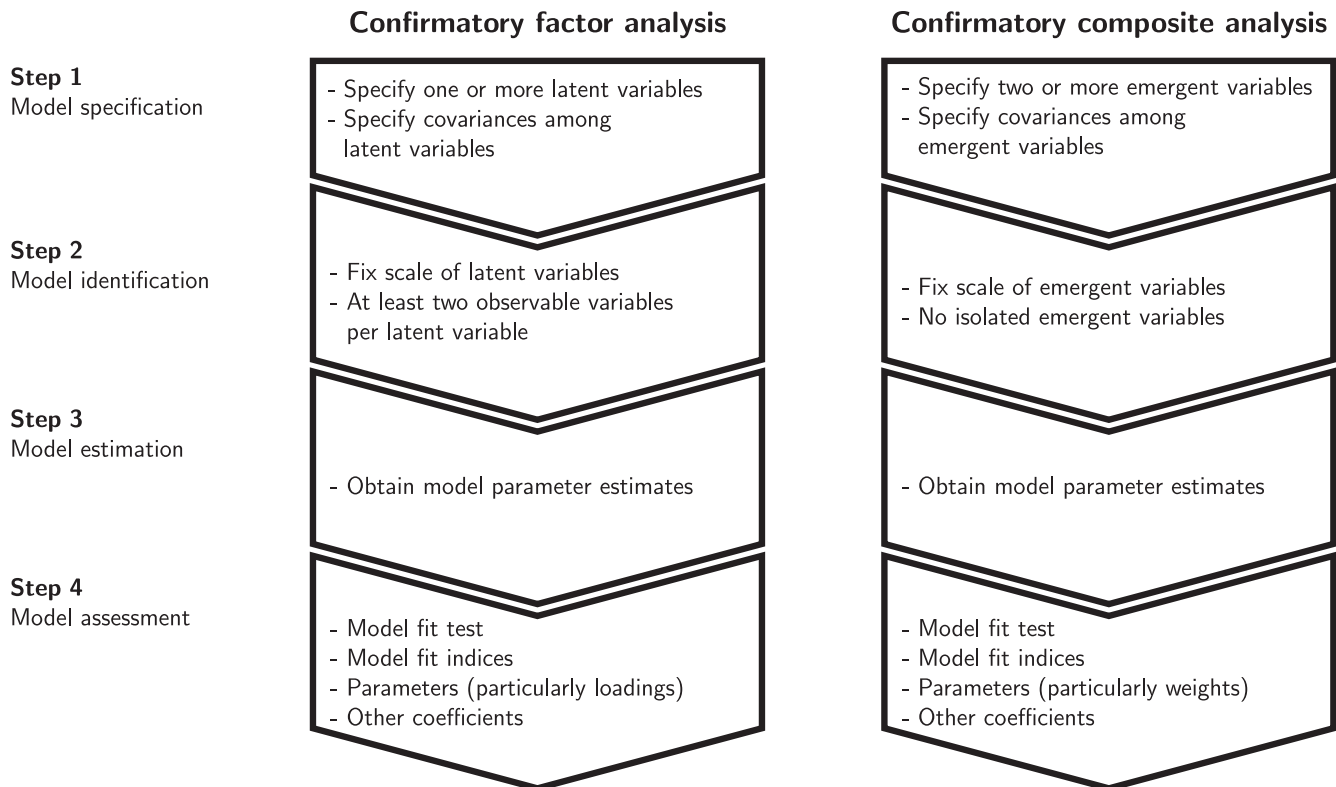 Confirmatory factor analysis
Confirmatory composite analysis
Step 1
Model specification
- Specify one or more latent variables
- Specify covariances among
latent variables
- Specify two or more emergent variables
- Specify covariances among
emergent variables
Step 2
Model identification
- Fix scale of latent variables
- At least two observable variables
per latent variable
- Fix scale of emergent variables
- No isolated emergent variables
Step 3
Model estimation
- Obtain model parameter estimates
- Obtain model parameter estimates
Step 4
Model assessment
- Model fit test
- Model fit indices
- Parameters (particularly loadings)
- Other coefficients
- Model fit test
- Model fit indices
- Parameters (particularly weights)
- Other coefficients